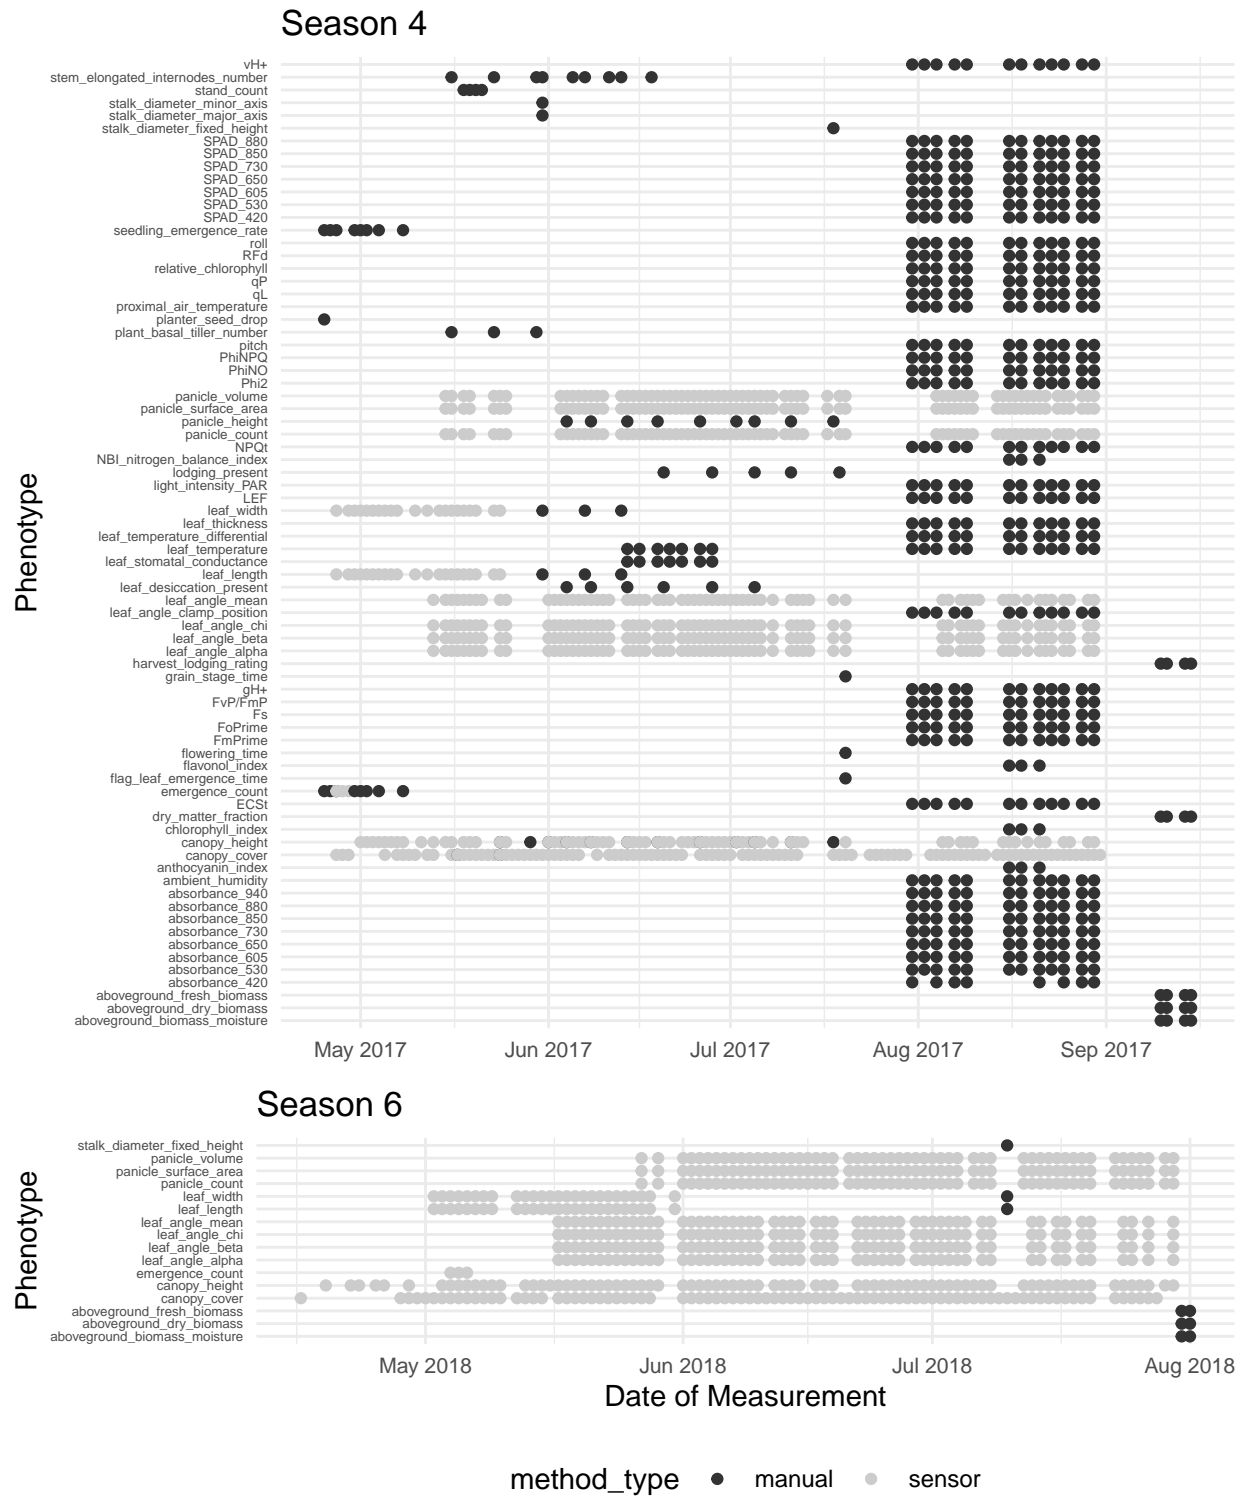 Season 4
Phenotype
vH+
stem_elongated_internodes_number
stand_count
stalk_diameter_minor_axis
stalk_diameter_major_axis
stalk_diameter_fixed_height
SPAD_880
SPAD_850
SPAD_730
SPAD_650
SPAD_605
SPAD_530
SPAD_420
seedling_emergence_rate
roll
RFd
relative_chlorophyll
qP
qL
proximal_air_temperature
planter_seed_drop
plant_basal_tiller_number
pitch
PhiNPQ
PhiNO
Phi2
panicle_volume
panicle_surface_area
panicle_height
panicle_count
NPQt
NBI_nitrogen_balance_index
lodging_present
light_intensity_PAR
LEF
leaf_width
leaf_thickness
leaf_temperature_differential
leaf_temperature
leaf_stomatal_conductance
leaf_length
leaf_desiccation_present
leaf_angle_mean
leaf_angle_clamp_position
leaf_angle_chi
leaf_angle_beta
leaf_angle_alpha
harvest_lodging_rating
grain_stage_time
gH+
FvP/FmP
Fs
FoPrime
FmPrime
flowering_time
flavonol_index
flag_leaf_emergence_time
emergence_count
ECSt
dry_matter_fraction
chlorophyll_index
canopy_height
canopy_cover
anthocyanin_index
ambient_humidity
absorbance_940
absorbance_880
absorbance_850
absorbance_730
absorbance_650
absorbance_605
absorbance_530
absorbance_420
aboveground_fresh_biomass
aboveground_dry_biomass
aboveground_biomass_moisture
May 2017 Jun 2017 Jul 2017 Aug 2017 Sep 2017
Season 6
Phenotype
stalk_diameter_fixed_height
panicle_volume
panicle_surface_area
panicle_count
leaf_width
leaf_length
leaf_angle_mean
leaf_angle_chi
leaf_angle_beta
leaf_angle_alpha
emergence_count
canopy_height
canopy_cover
aboveground_fresh_biomass
aboveground_dry_biomass
aboveground_biomass_moisture
May 2018 Jun 2018 Jul 2018 Aug 2018
Date of Measurement
method_type manual sensor